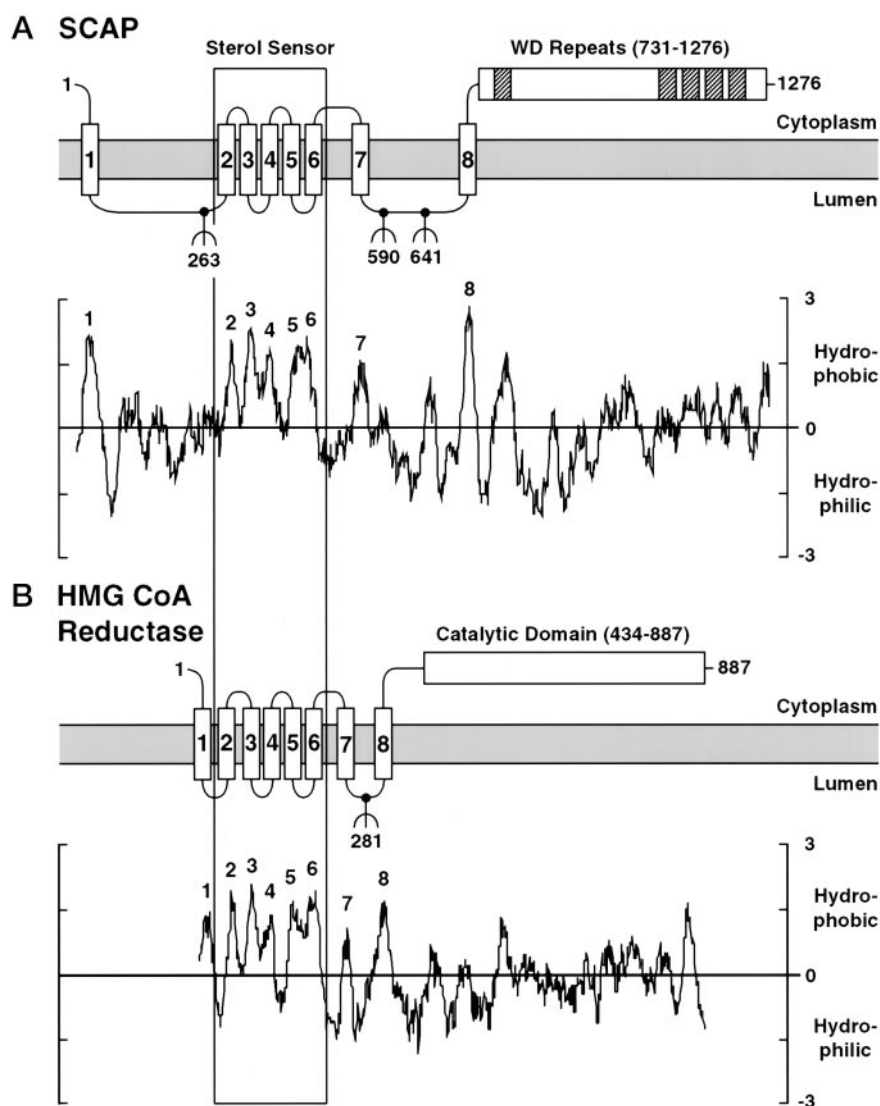 A SCAP
Sterol Sensor
WD Repeats (731-1276)
1
1276
Cytoplasm
1 2 3 4 5 6 7 8
Lumen
263
590 641
1 2 3 4 5 6 7 8
3
Hydro-
phobic
0
Hydro-
philic
-3
B HMG CoA
Reductase
Catalytic Domain (434-887)
1
887
Cytoplasm
1 2 3 4 5 6 7 8
Lumen
281
1 2 3 4 5 6 7 8
3
Hydro-
phobic
0
Hydro-
philic
-3